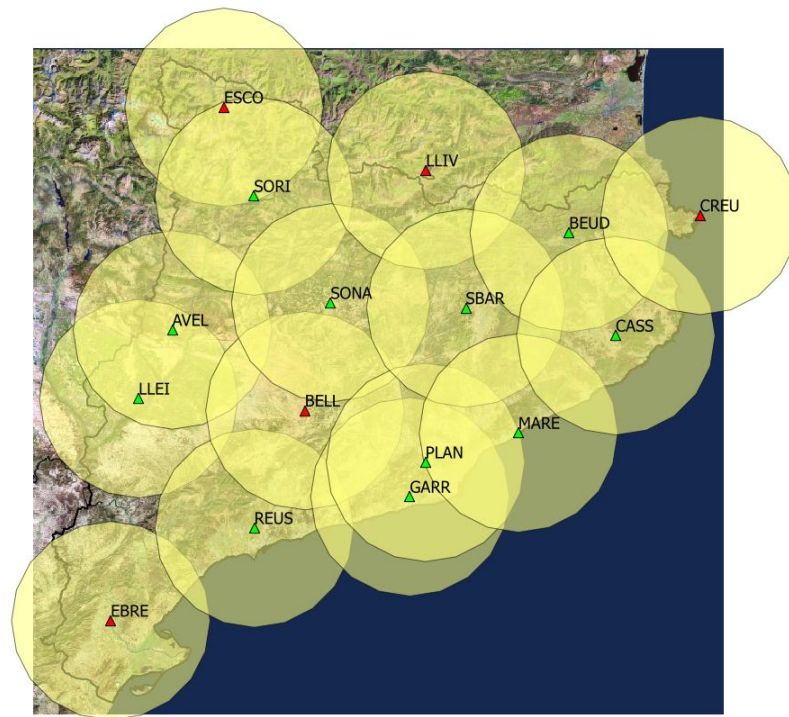 ESCO
LLIV
SORI
CREU
BEUD
SONA
SBAR
AVEL
CASS
LLEI
BELL
MARE
PLAN
GARR
REUS
EBRE